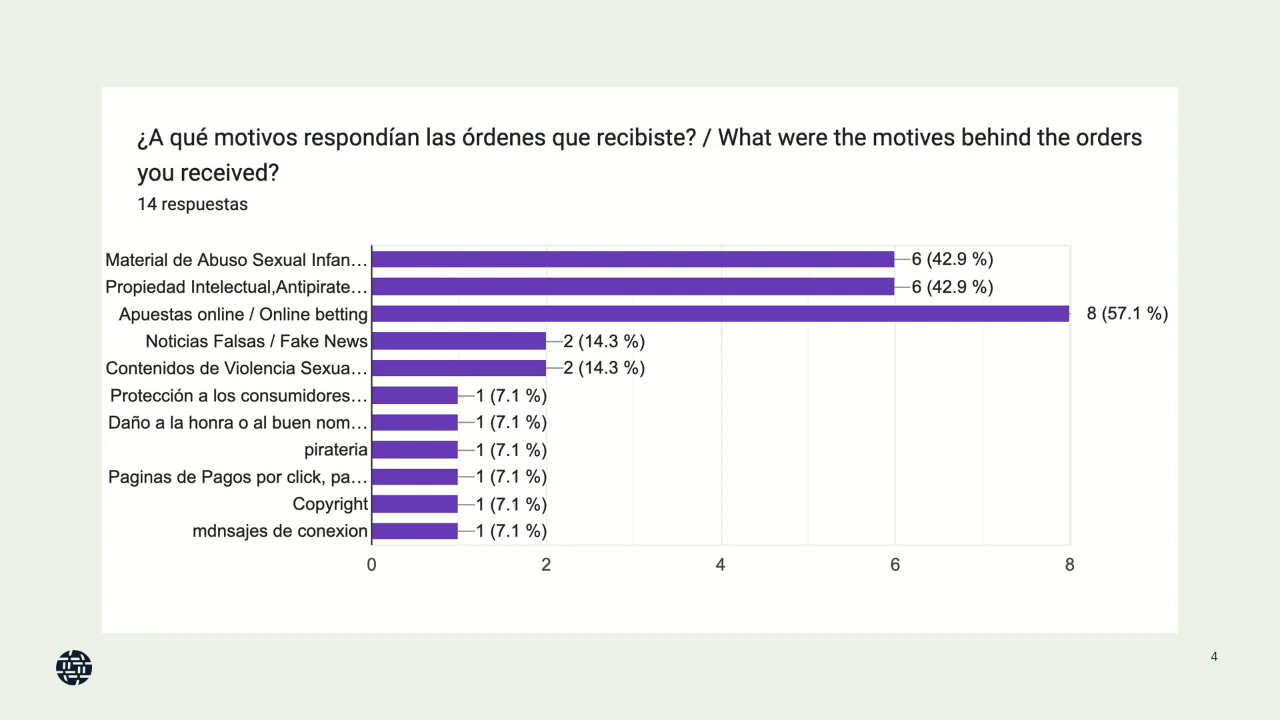 ¿A qué motivos respondían las órdenes que recibiste? / What were the motives behind the orders
you received?
14 respuestas
Material de Abuso Sexual Infan… 6 (42.9 %)
Propiedad Intelectual,Antipirate… 6 (42.9 %)
Apuestas online / Online betting 8 (57.1 %)
Noticias Falsas / Fake News 2 (14.3 %)
Contenidos de Violencia Sexua… 2 (14.3 %)
Protección a los consumidores… 1 (7.1 %)
Daño a la honra o al buen nom… 1 (7.1 %)
pirateria 1 (7.1 %)
Paginas de Pagos por click, pa… 1 (7.1 %)
Copyright 1 (7.1 %)
mdnsajes de conexion 1 (7.1 %)
0 2 4 6 8
4